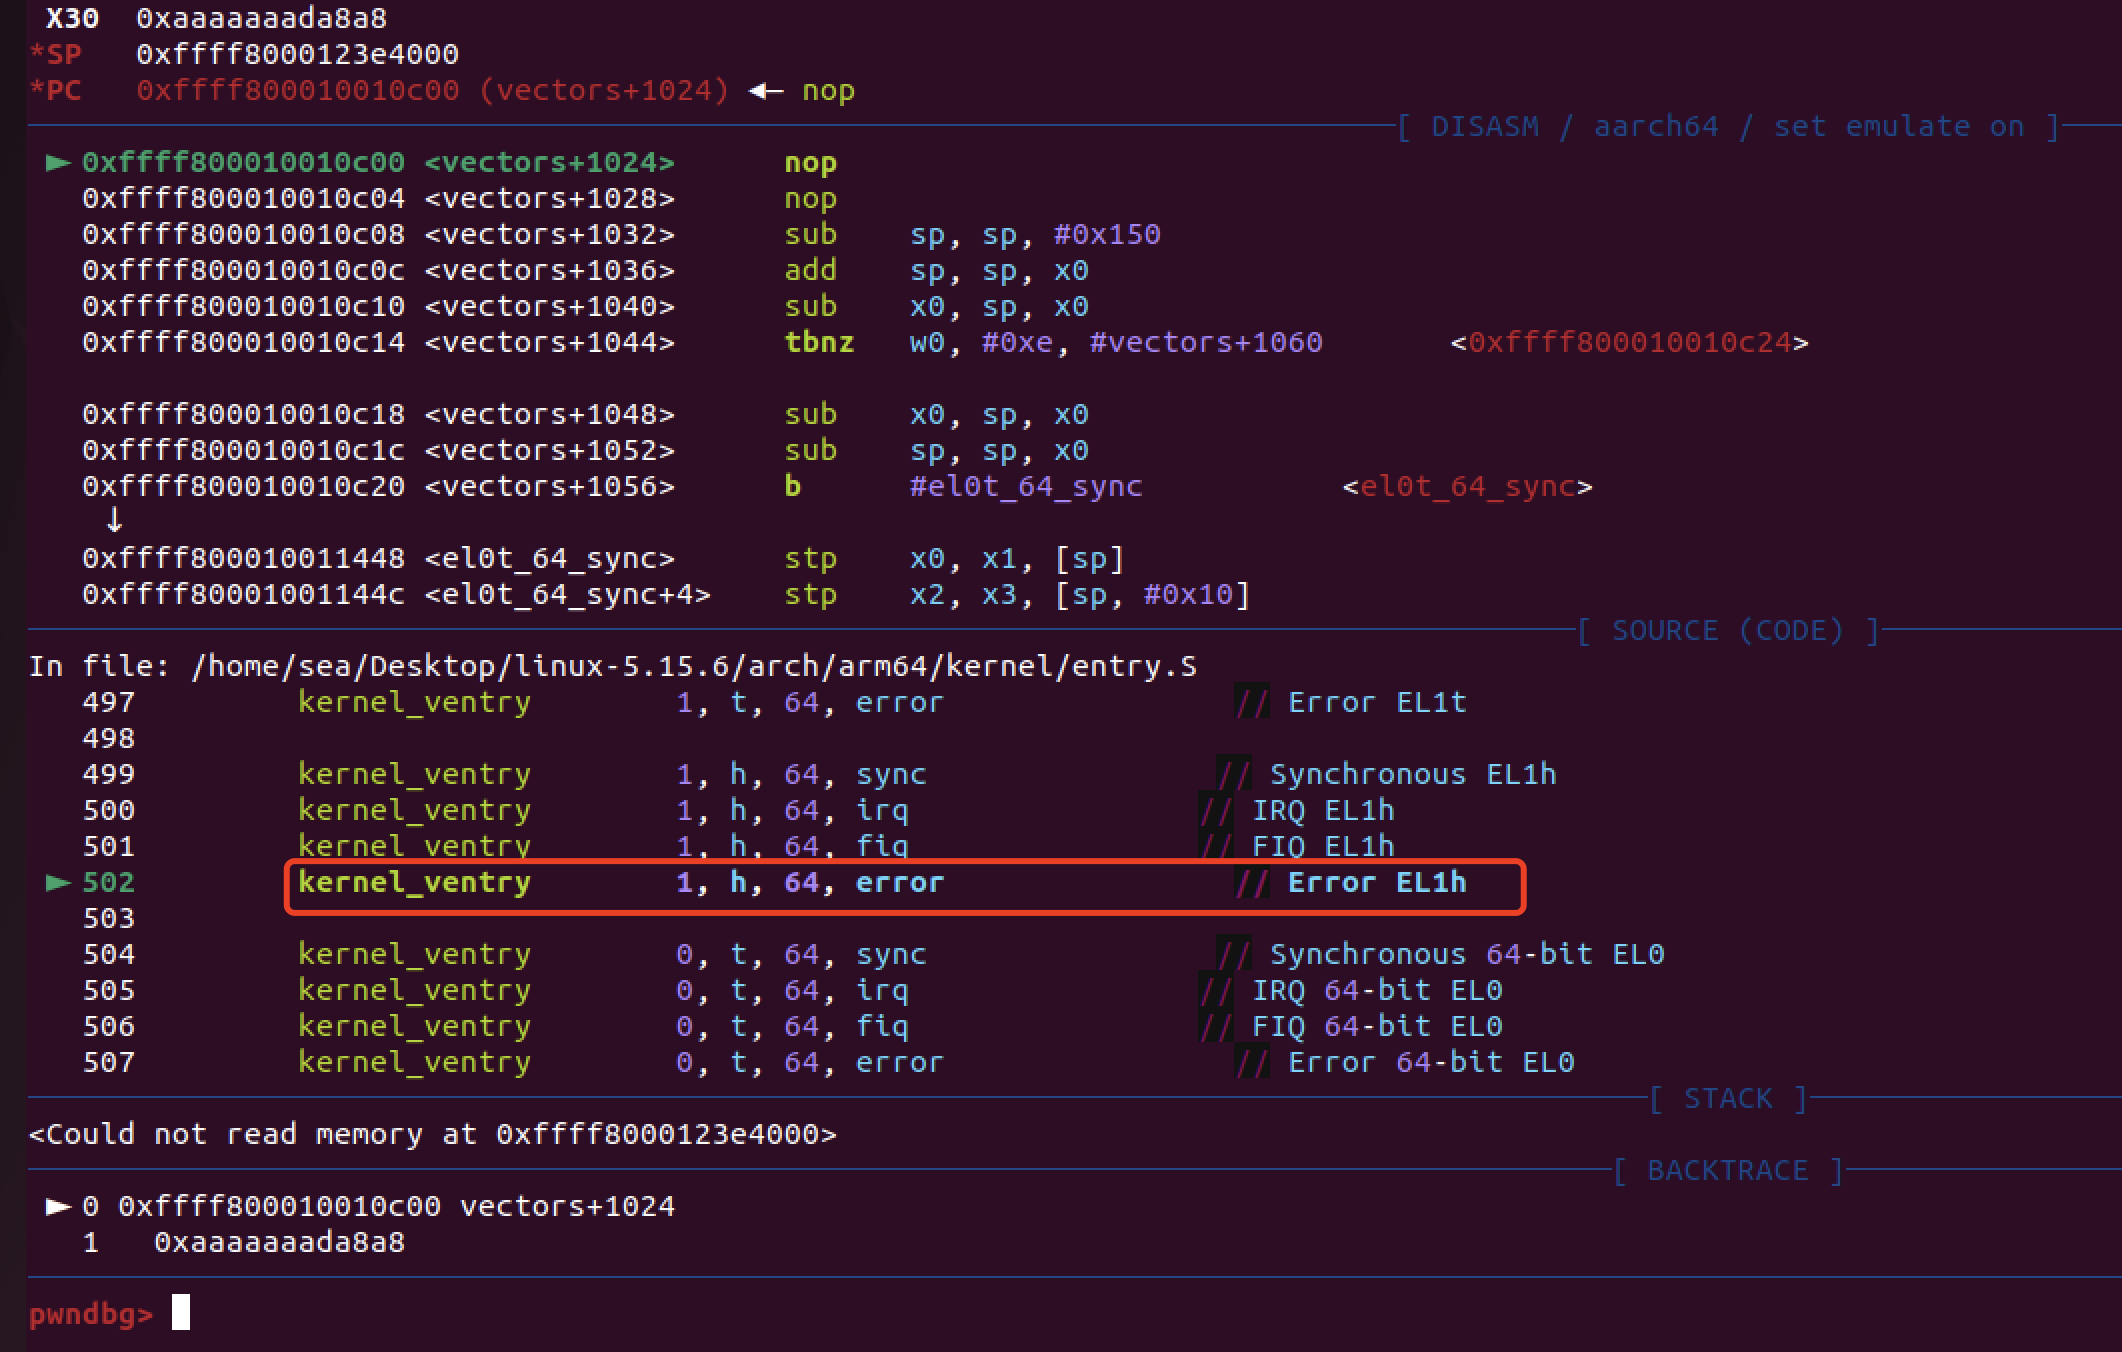 X30  0xaaaaaaada8a8
*SP   0xffff8000123e4000
*PC   0xffff800010010c00 (vectors+1024) ◂— nop
[ DISASM / aarch64 / set emulate on ]
► 0xffff800010010c00 <vectors+1024>      nop
0xffff800010010c04 <vectors+1028>      nop
0xffff800010010c08 <vectors+1032>      sub    sp, sp, #0x150
0xffff800010010c0c <vectors+1036>      add    sp, sp, x0
0xffff800010010c10 <vectors+1040>      sub    x0, sp, x0
0xffff800010010c14 <vectors+1044>      tbnz   w0, #0xe, #vectors+1060       <0xffff800010010c24>
0xffff800010010c18 <vectors+1048>      sub    x0, sp, x0
0xffff800010010c1c <vectors+1052>      sub    sp, sp, x0
0xffff800010010c20 <vectors+1056>      b      #el0t_64_sync           <el0t_64_sync>
↓
0xffff800010011448 <el0t_64_sync>      stp    x0, x1, [sp]
0xffff80001001144c <el0t_64_sync+4>    stp    x2, x3, [sp, #0x10]
[ SOURCE (CODE) ]
In file: /home/sea/Desktop/linux-5.15.6/arch/arm64/kernel/entry.S
497         kernel_ventry        1, t, 64, error                // Error EL1t
498
499         kernel_ventry        1, h, 64, sync                // Synchronous EL1h
500         kernel_ventry        1, h, 64, irq                // IRQ EL1h
501         kernel_ventry        1, h, 64, fiq                // FIQ EL1h
► 502         kernel_ventry        1, h, 64, error                // Error EL1h
503
504         kernel_ventry        0, t, 64, sync                // Synchronous 64-bit EL0
505         kernel_ventry        0, t, 64, irq                // IRQ 64-bit EL0
506         kernel_ventry        0, t, 64, fiq                // FIQ 64-bit EL0
507         kernel_ventry        0, t, 64, error                // Error 64-bit EL0
[ STACK ]
<Could not read memory at 0xffff8000123e4000>
[ BACKTRACE ]
► 0 0xffff800010010c00 vectors+1024
1   0xaaaaaaada8a8
pwndbg>